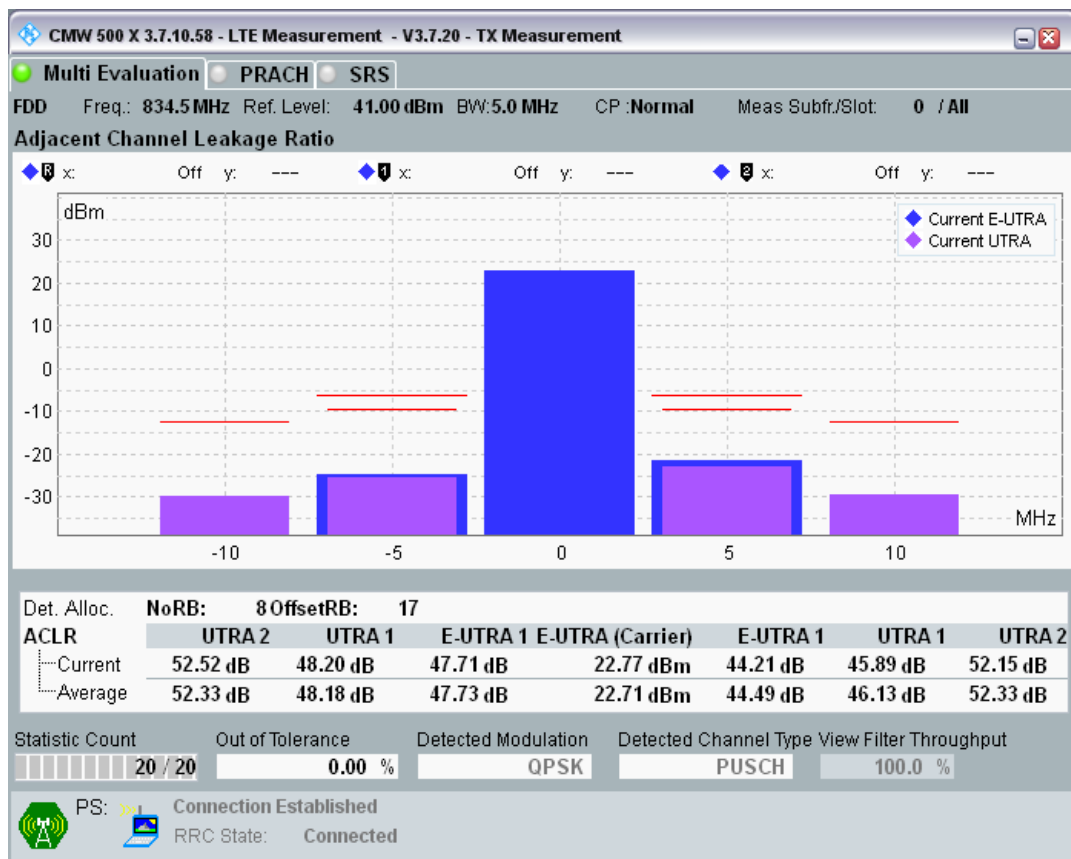 CMW 500 X 3.7.10.58 - LTE Measurement - V3.7.20 - TX Measurement
Multi Evaluation PRACH SRS
FDD Freq.: 834.5 MHz Ref. Level: 41.00 dBm BW:5.0 MHz CP :Normal Meas Subfr./Slot: 0 / All
Adjacent Channel Leakage Ratio
R x: Off y: --- 1 x: Off y: --- 2 x: Off y: ---
dBm
Current E-UTRA
Current UTRA
30
20
10
0
-10
-20
-30
MHz
-10 -5 0 5 10
Det. Alloc. NoRB: 8 OffsetRB: 17
ACLR UTRA 2 UTRA 1 E-UTRA 1 E-UTRA (Carrier) E-UTRA 1 UTRA 1 UTRA 2
Current 52.52 dB 48.20 dB 47.71 dB 22.77 dBm 44.21 dB 45.89 dB 52.15 dB
Average 52.33 dB 48.18 dB 47.73 dB 22.71 dBm 44.49 dB 46.13 dB 52.33 dB
Statistic Count Out of Tolerance Detected Modulation Detected Channel Type View Filter Throughput
20 / 20 0.00 % QPSK PUSCH 100.0 %
PS: Connection Established
RRC State: Connected